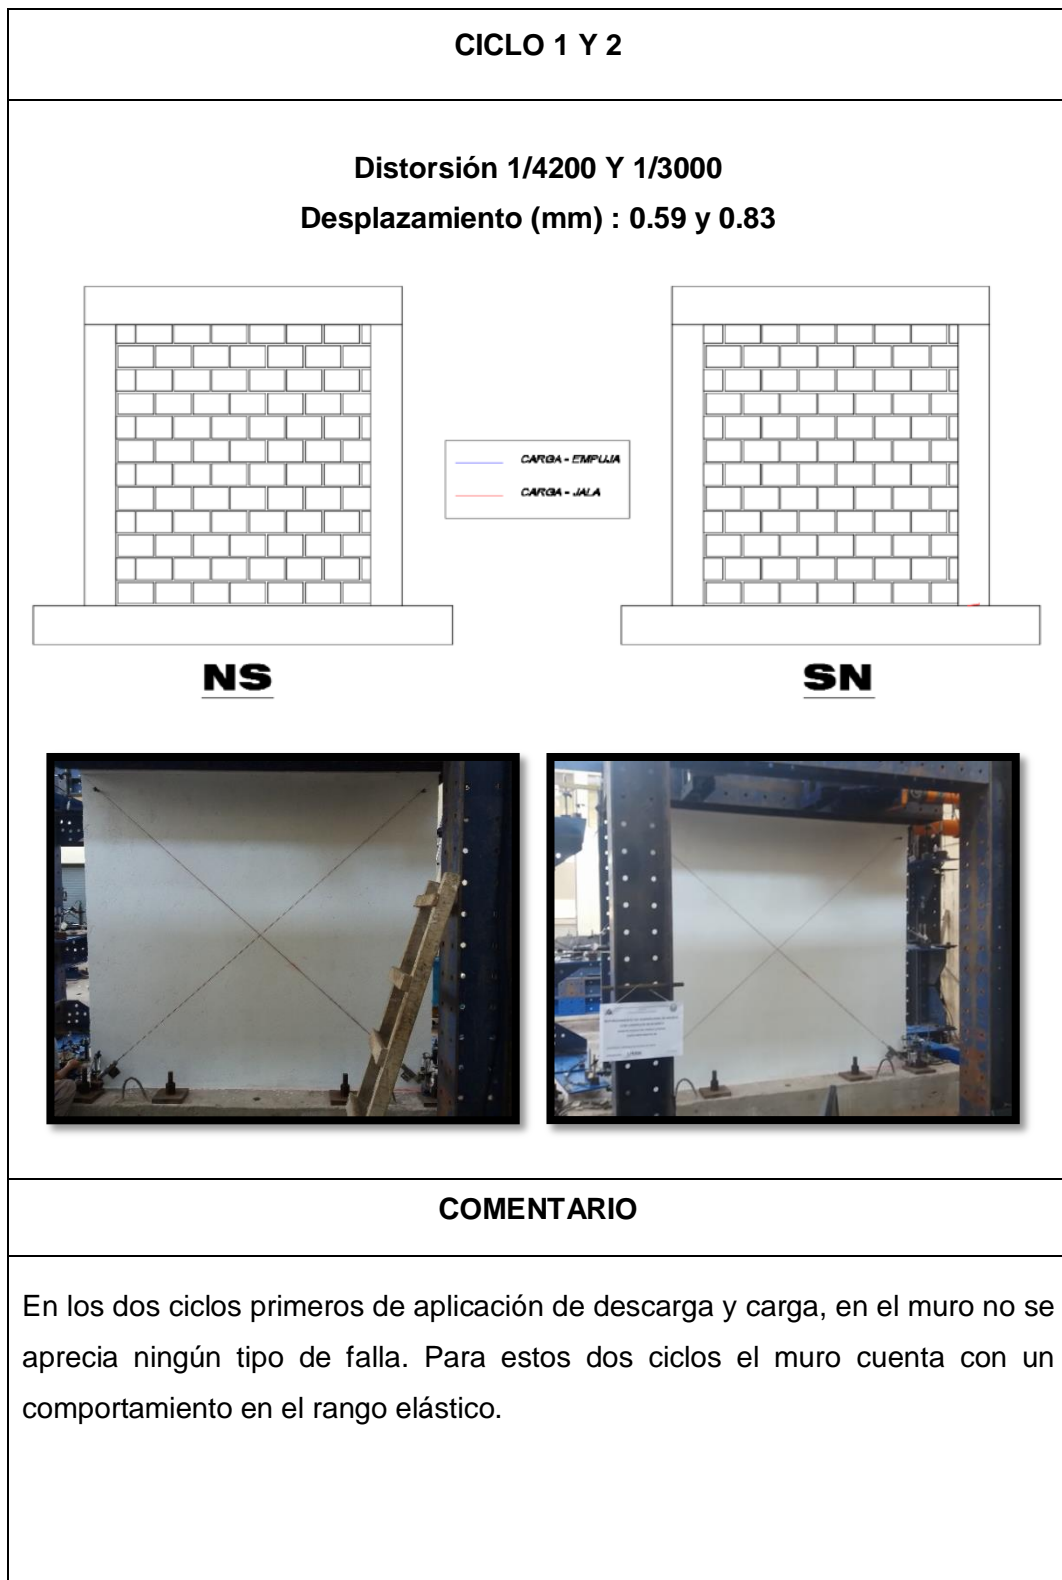 CICLO 1 Y 2
Distorsión 1/4200 Y 1/3000
Desplazamiento (mm) : 0.59 y 0.83
CARGA - EMPUJA
CARGA - JALA
NS
SN
COMENTARIO
En los dos ciclos primeros de aplicación de descarga y carga, en el muro no se
aprecia ningún tipo de falla. Para estos dos ciclos el muro cuenta con un
comportamiento en el rango elástico.